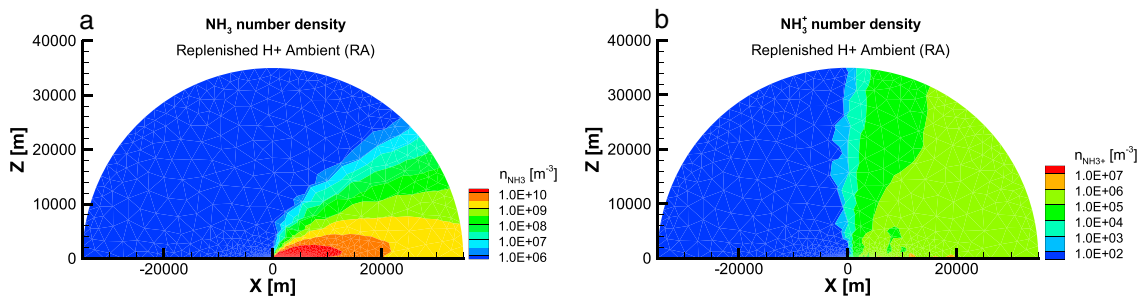 a
NH₃ number density
Replenished H+ Ambient (RA)
40000
30000
20000
10000
0
Z [m]
-20000
0
20000
X [m]
n_NH3 [m⁻³]
1.0E+10
1.0E+09
1.0E+08
1.0E+07
1.0E+06
b
NH₃⁺ number density
Replenished H+ Ambient (RA)
40000
30000
20000
10000
0
Z [m]
-20000
0
20000
X [m]
n_NH3+ [m⁻³]
1.0E+07
1.0E+06
1.0E+05
1.0E+04
1.0E+03
1.0E+02